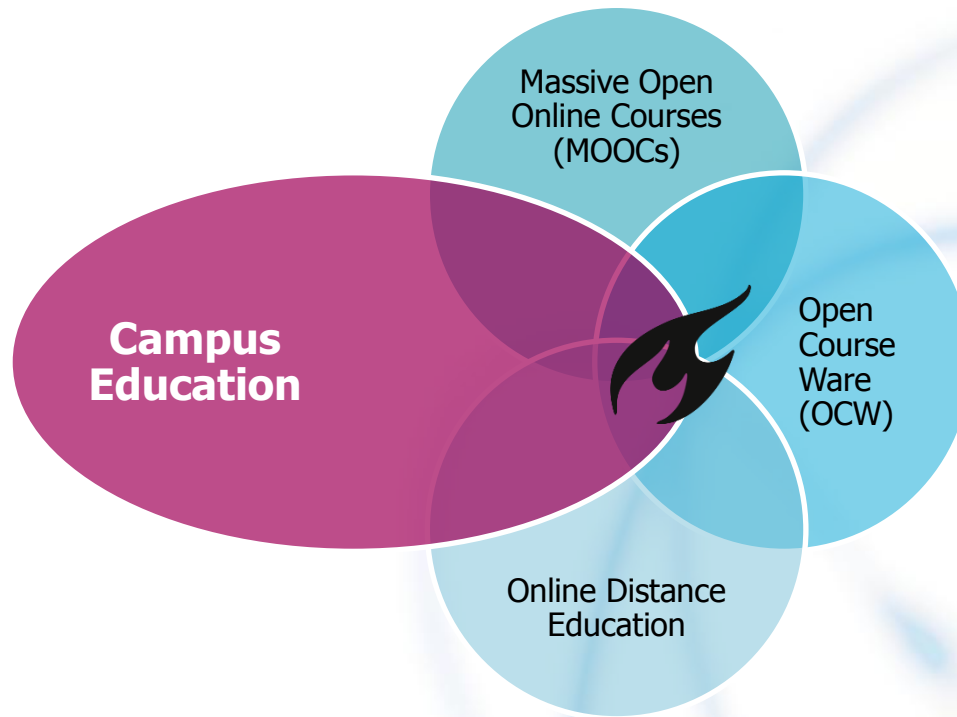 Massive Open
Online Courses
(MOOCs)
Campus
Education
Open
Course
Ware
(OCW)
Online Distance
Education